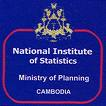 National Institute
of Statistics
Ministry of Planning
CAMBODIA